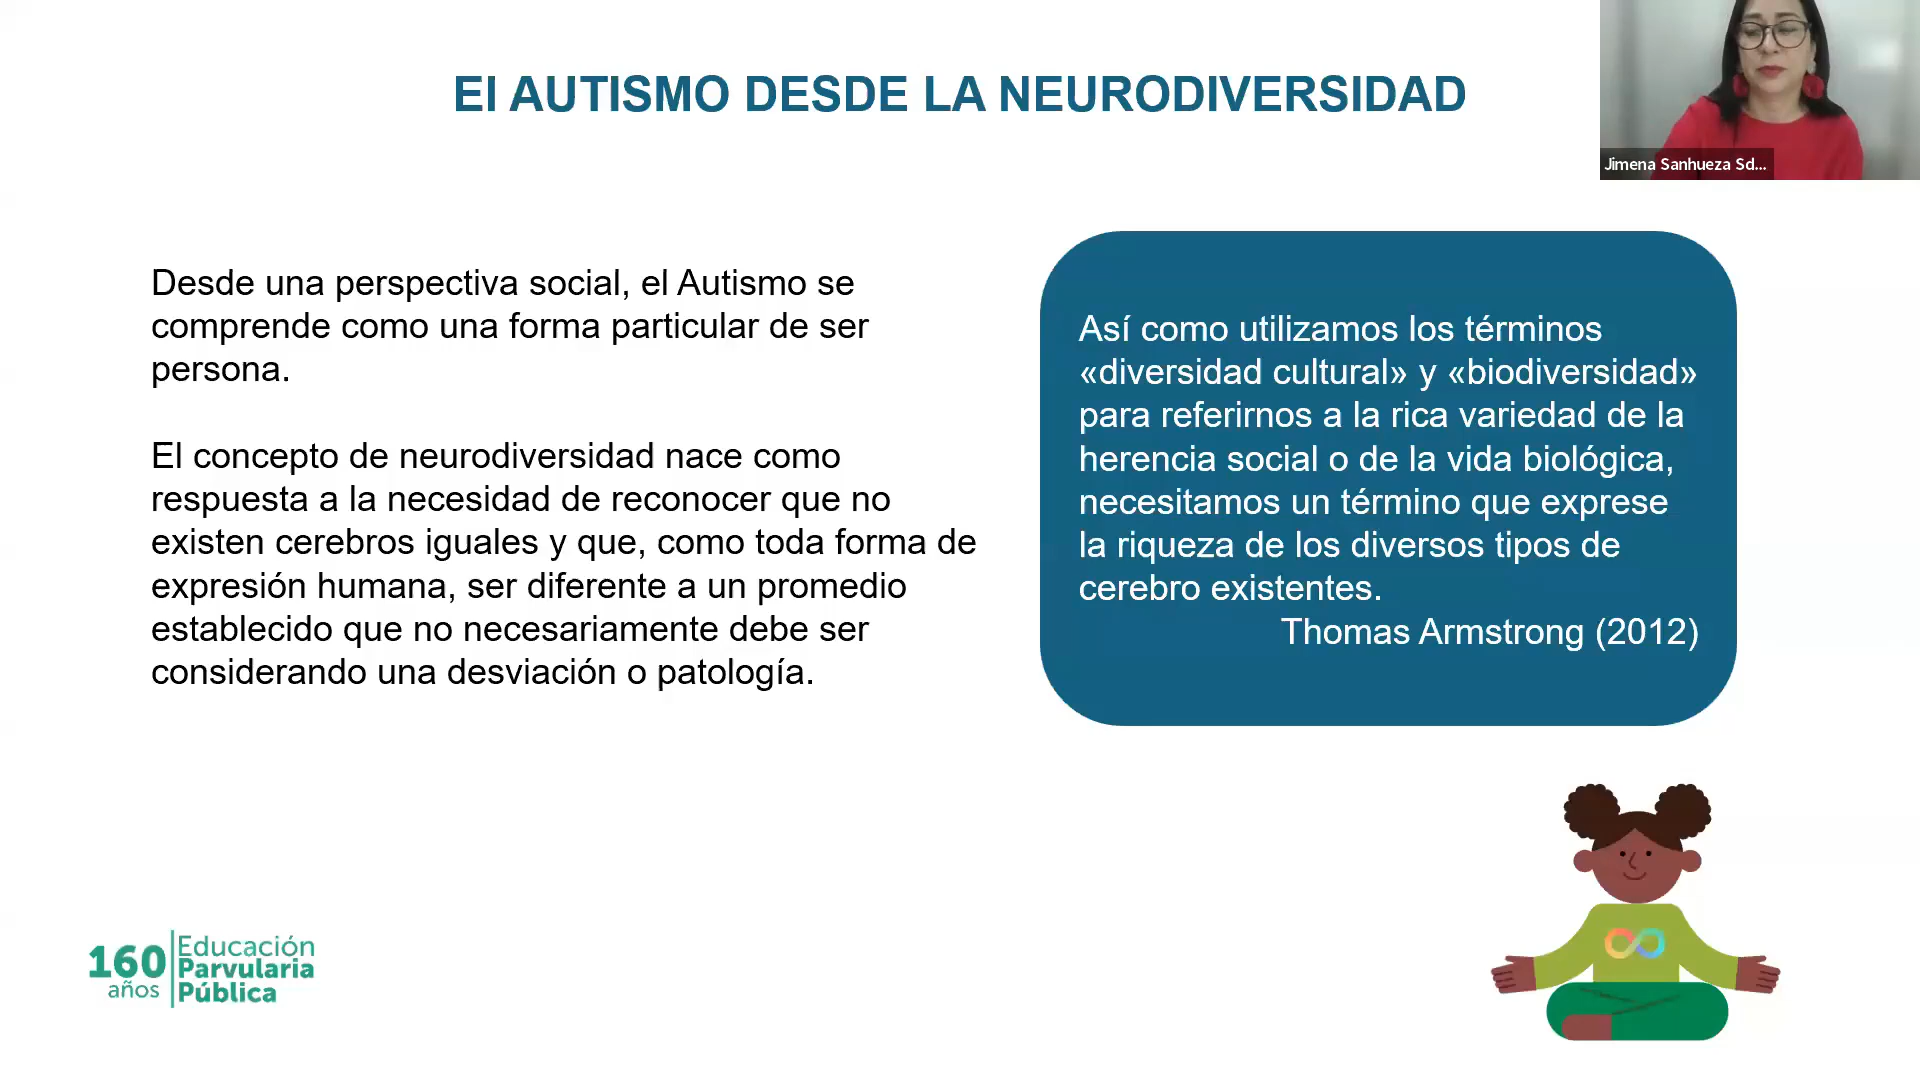 El AUTISMO DESDE LA NEURODIVERSIDAD
Jimena Sanhueza Sd...
Desde una perspectiva social, el Autismo se
comprende como una forma particular de ser
persona.
El concepto de neurodiversidad nace como
respuesta a la necesidad de reconocer que no
existen cerebros iguales y que, como toda forma de
expresión humana, ser diferente a un promedio
establecido que no necesariamente debe ser
considerando una desviación o patología.
Así como utilizamos los términos
«diversidad cultural» y «biodiversidad»
para referirnos a la rica variedad de la
herencia social o de la vida biológica,
necesitamos un término que exprese
la riqueza de los diversos tipos de
cerebro existentes.
Thomas Armstrong (2012)
160 años
Educación
Parvularia
Pública